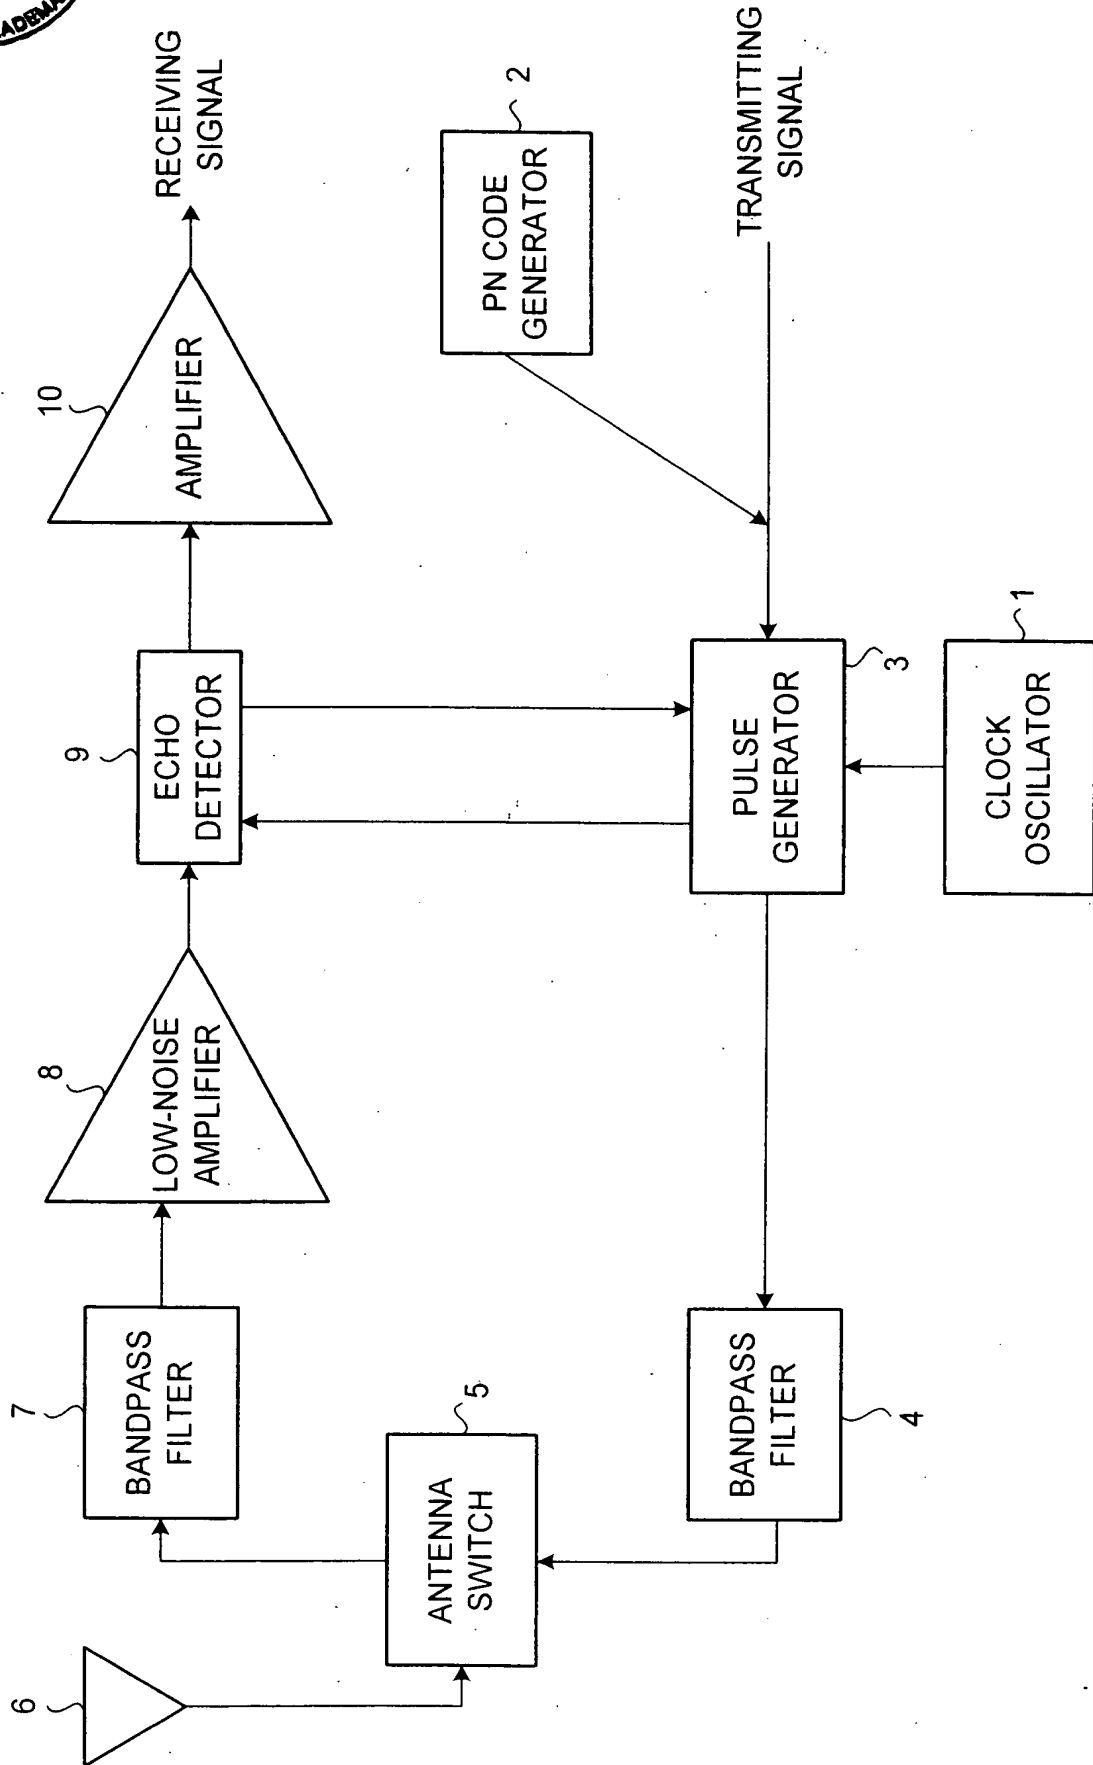 6
7
BANDPASS
FILTER
8
LOW-NOISE
AMPLIFIER
9
ECHO
DETECTOR
10
AMPLIFIER
RECEIVING
SIGNAL
ANTENNA
SWITCH
5
PN CODE
GENERATOR
2
BANDPASS
FILTER
4
PULSE
GENERATOR
3
TRANSMITTING
SIGNAL
CLOCK
OSCILLATOR
1